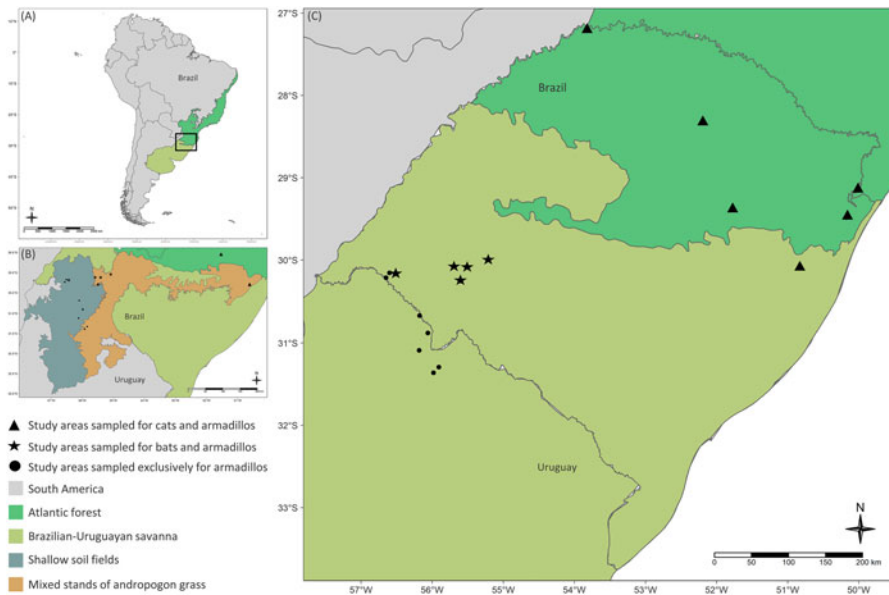 (A)
Brazil
N
(B)
Brazil
Uruguay
N
Study areas sampled for cats and armadillos
Study areas sampled for bats and armadillos
Study areas sampled exclusively for armadillos
South America
Atlantic forest
Brazilian-Uruguayan savanna
Shallow soil fields
Mixed stands of andropogon grass
(C)
27°S
28°S
29°S
30°S
31°S
32°S
33°S
Brazil
Uruguay
N
0 50 100 150 200 km
57°W 56°W 55°W 54°W 53°W 52°W 51°W 50°W